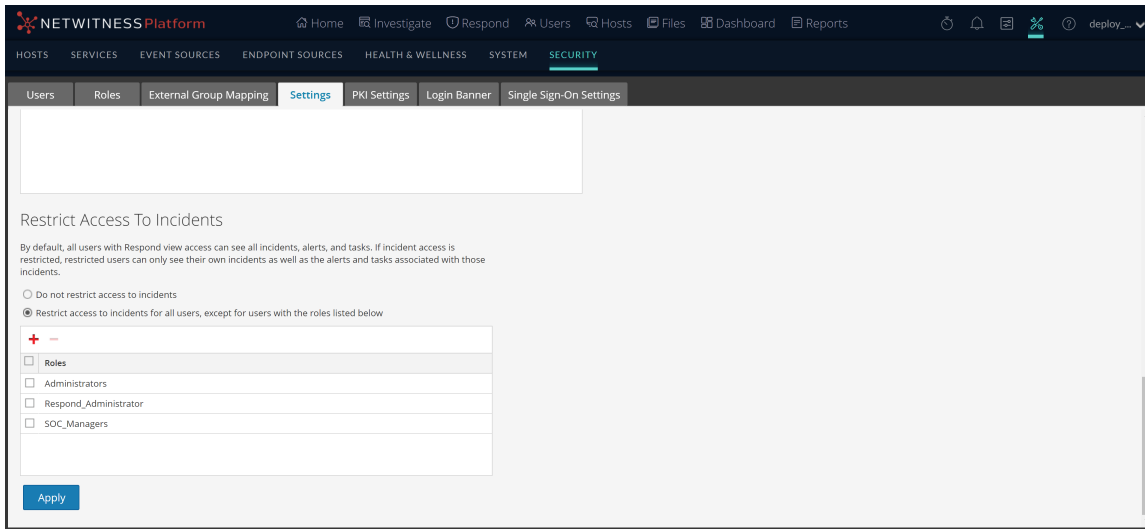 NETWITNESS Platform Home Investigate Respond Users Hosts Files Dashboard Reports deploy_...
HOSTS SERVICES EVENT SOURCES ENDPOINT SOURCES HEALTH & WELLNESS SYSTEM SECURITY
Users Roles External Group Mapping Settings PKI Settings Login Banner Single Sign-On Settings
Restrict Access To Incidents
By default, all users with Respond view access can see all incidents, alerts, and tasks. If incident access is
restricted, restricted users can only see their own incidents as well as the alerts and tasks associated with those
incidents.
Do not restrict access to incidents
Restrict access to incidents for all users, except for users with the roles listed below
Roles
Administrators
Respond_Administrator
SOC_Managers
Apply